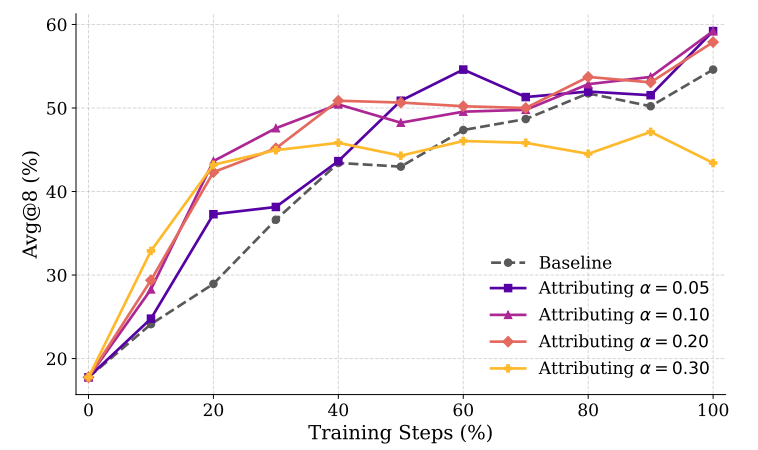 60
50
40
30
20
Avg@8 (%)
Baseline
Attributing α = 0.05
Attributing α = 0.10
Attributing α = 0.20
Attributing α = 0.30
0 20 40 60 80 100
Training Steps (%)